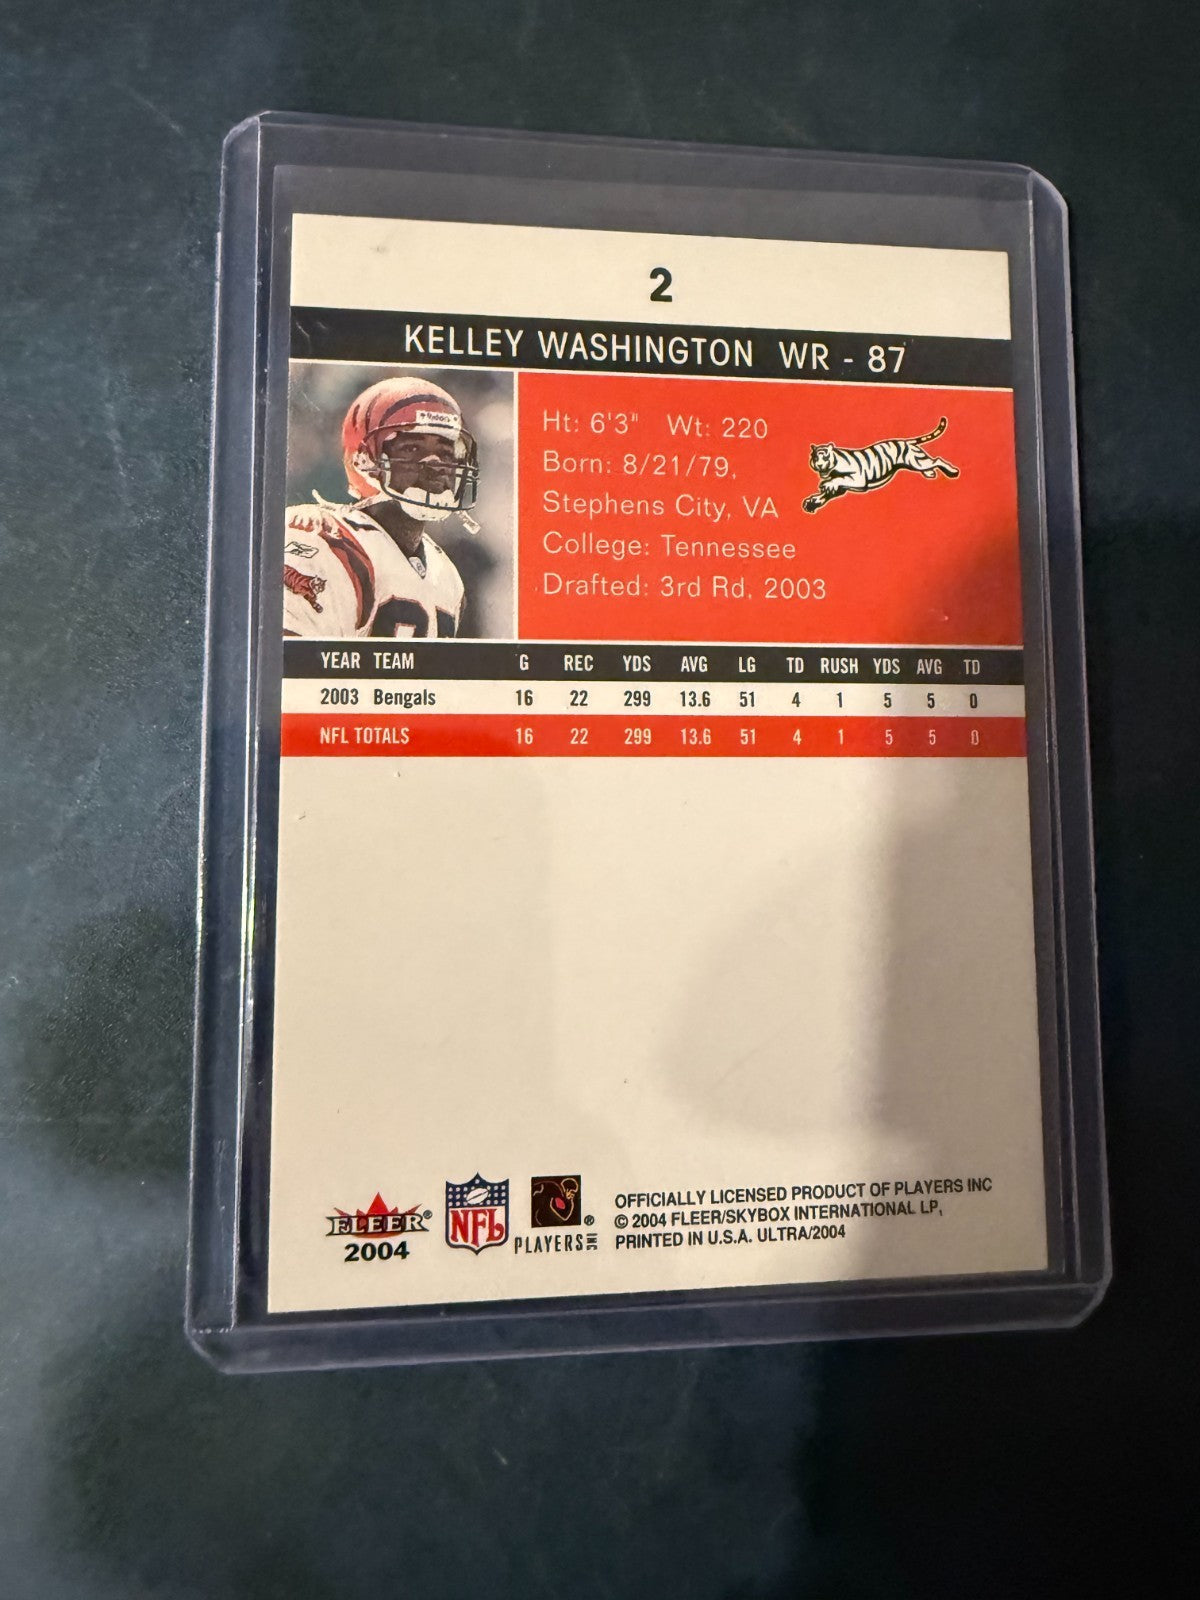 2
KELLEY WASHINGTON WR - 87
Ht: 6'3" Wt: 220
Born: 8/21/79,
Stephens City, VA
College: Tennessee
Drafted: 3rd Rd, 2003
YEAR TEAM G REC YDS AVG LG TD RUSH YDS AVG TD
2003 Bengals 16 22 299 13.6 51 4 1 5 5 0
NFL TOTALS 16 22 299 13.6 51 4 1 5 5 0
FLEER®
2004
NFL
PLAYERS INC ®
OFFICIALLY LICENSED PRODUCT OF PLAYERS INC
© 2004 FLEER/SKYBOX INTERNATIONAL LP,
PRINTED IN U.S.A. ULTRA/2004